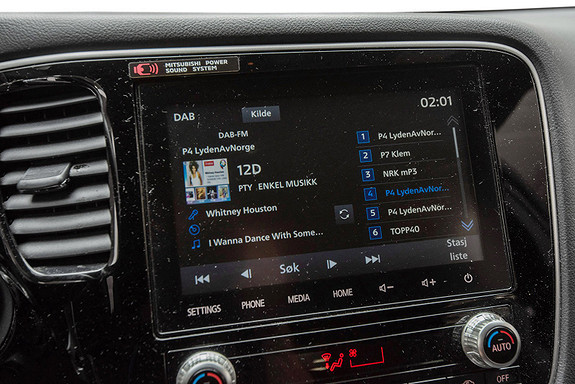 MITSUBISHI POWER
SOUND SYSTEM
DAB
Kilde
02:01
DAB-FM
P4 LydenAvNorge
12D
PTY ENKEL MUSIKK
Whitney Houston
I Wanna Dance With Some...
1 P4 LydenAvNor...
2 P7 Klem
3 NRK mp3
4 P4 LydenAvNor...
5 P4 LydenAvNor...
6 TOPP40
Søk
Stasj
liste
SETTINGS
PHONE
MEDIA
HOME
AUTO
OFF